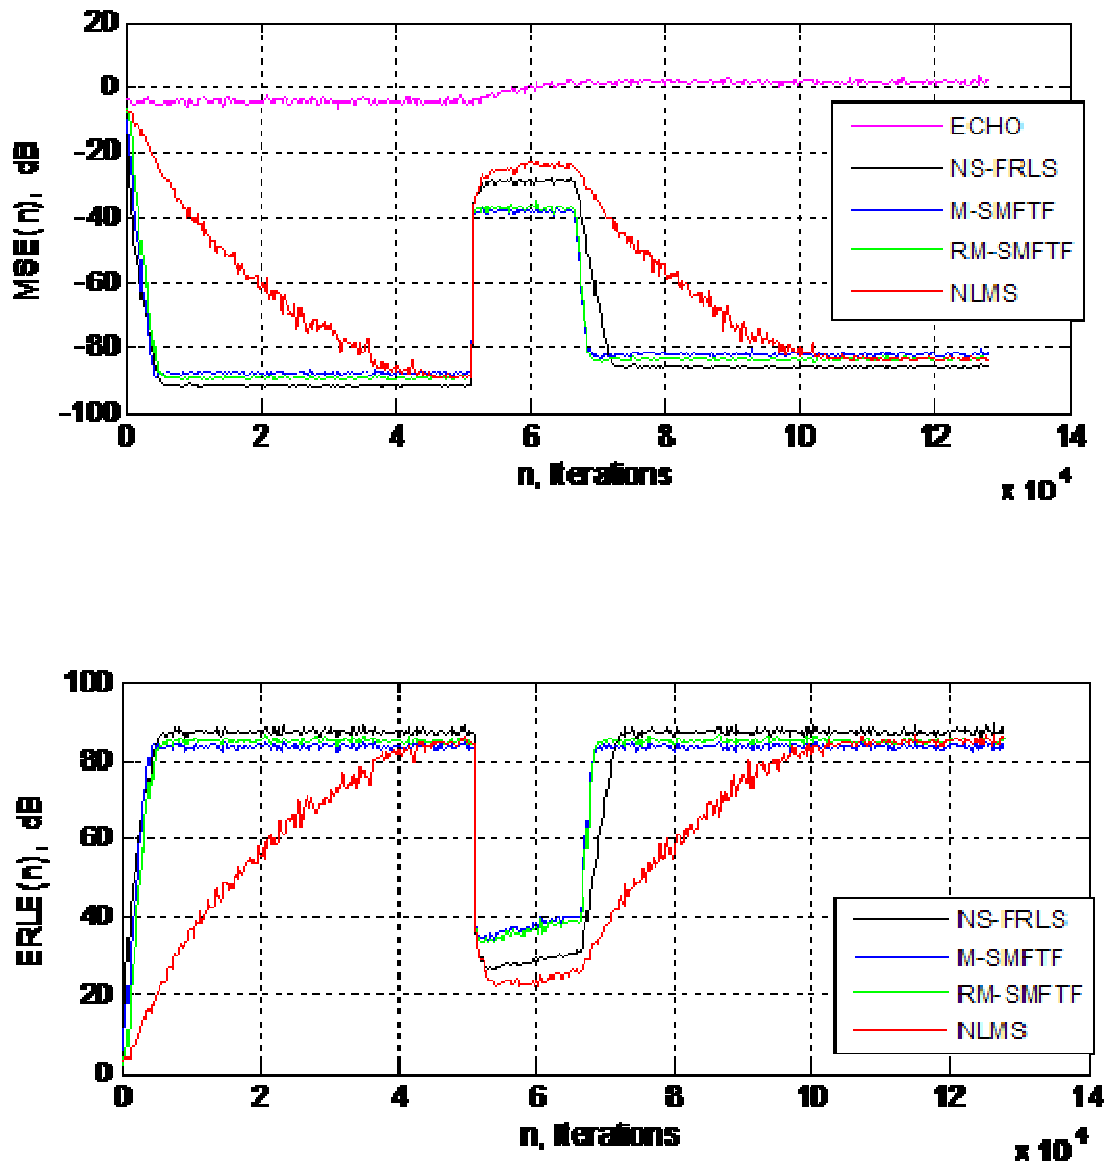 20
0
-20
-40
-60
-80
-100
MSE(n), dB
ECHO
NS-FRLS
M-SMFTF
RM-SMFTF
NLMS
0 2 4 6 8 10 12 14
n, Iterations
x 10^4
100
80
60
40
20
0
ERLE(n), dB
NS-FRLS
M-SMFTF
RM-SMFTF
NLMS
0 2 4 6 8 10 12 14
n, Iterations
x 10^4